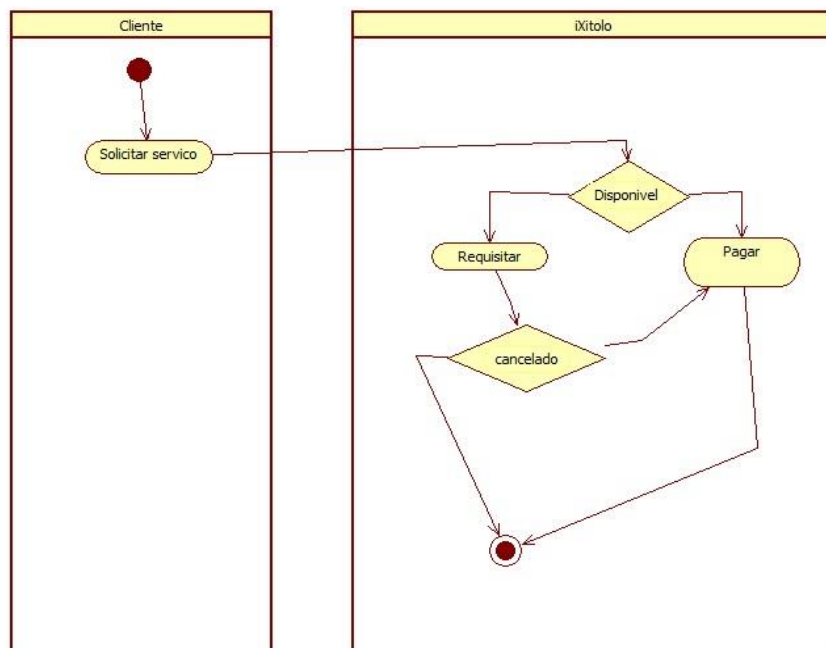 Cliente
iXitolo
Solicitar servico
Disponivel
Requisitar
Pagar
cancelado